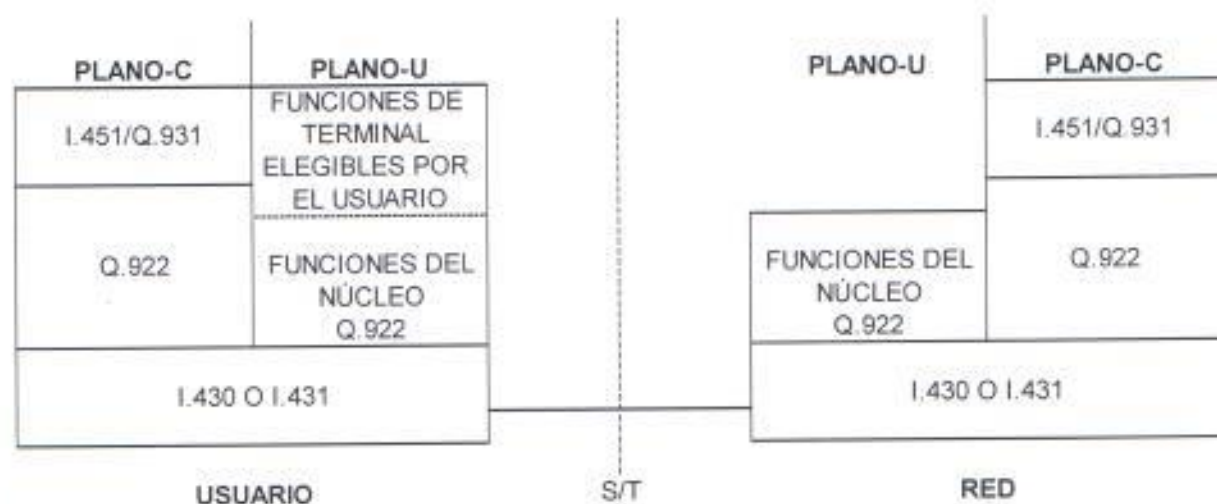 PLANO-C
PLANO-U
I.451/Q.931
FUNCIONES DE
TERMINAL
ELEGIBLES POR
EL USUARIO
Q.922
FUNCIONES DEL
NÚCLEO
Q.922
I.430 O I.431
USUARIO
S/T
PLANO-U
PLANO-C
I.451/Q.931
FUNCIONES DEL
NÚCLEO
Q.922
Q.922
I.430 O I.431
RED